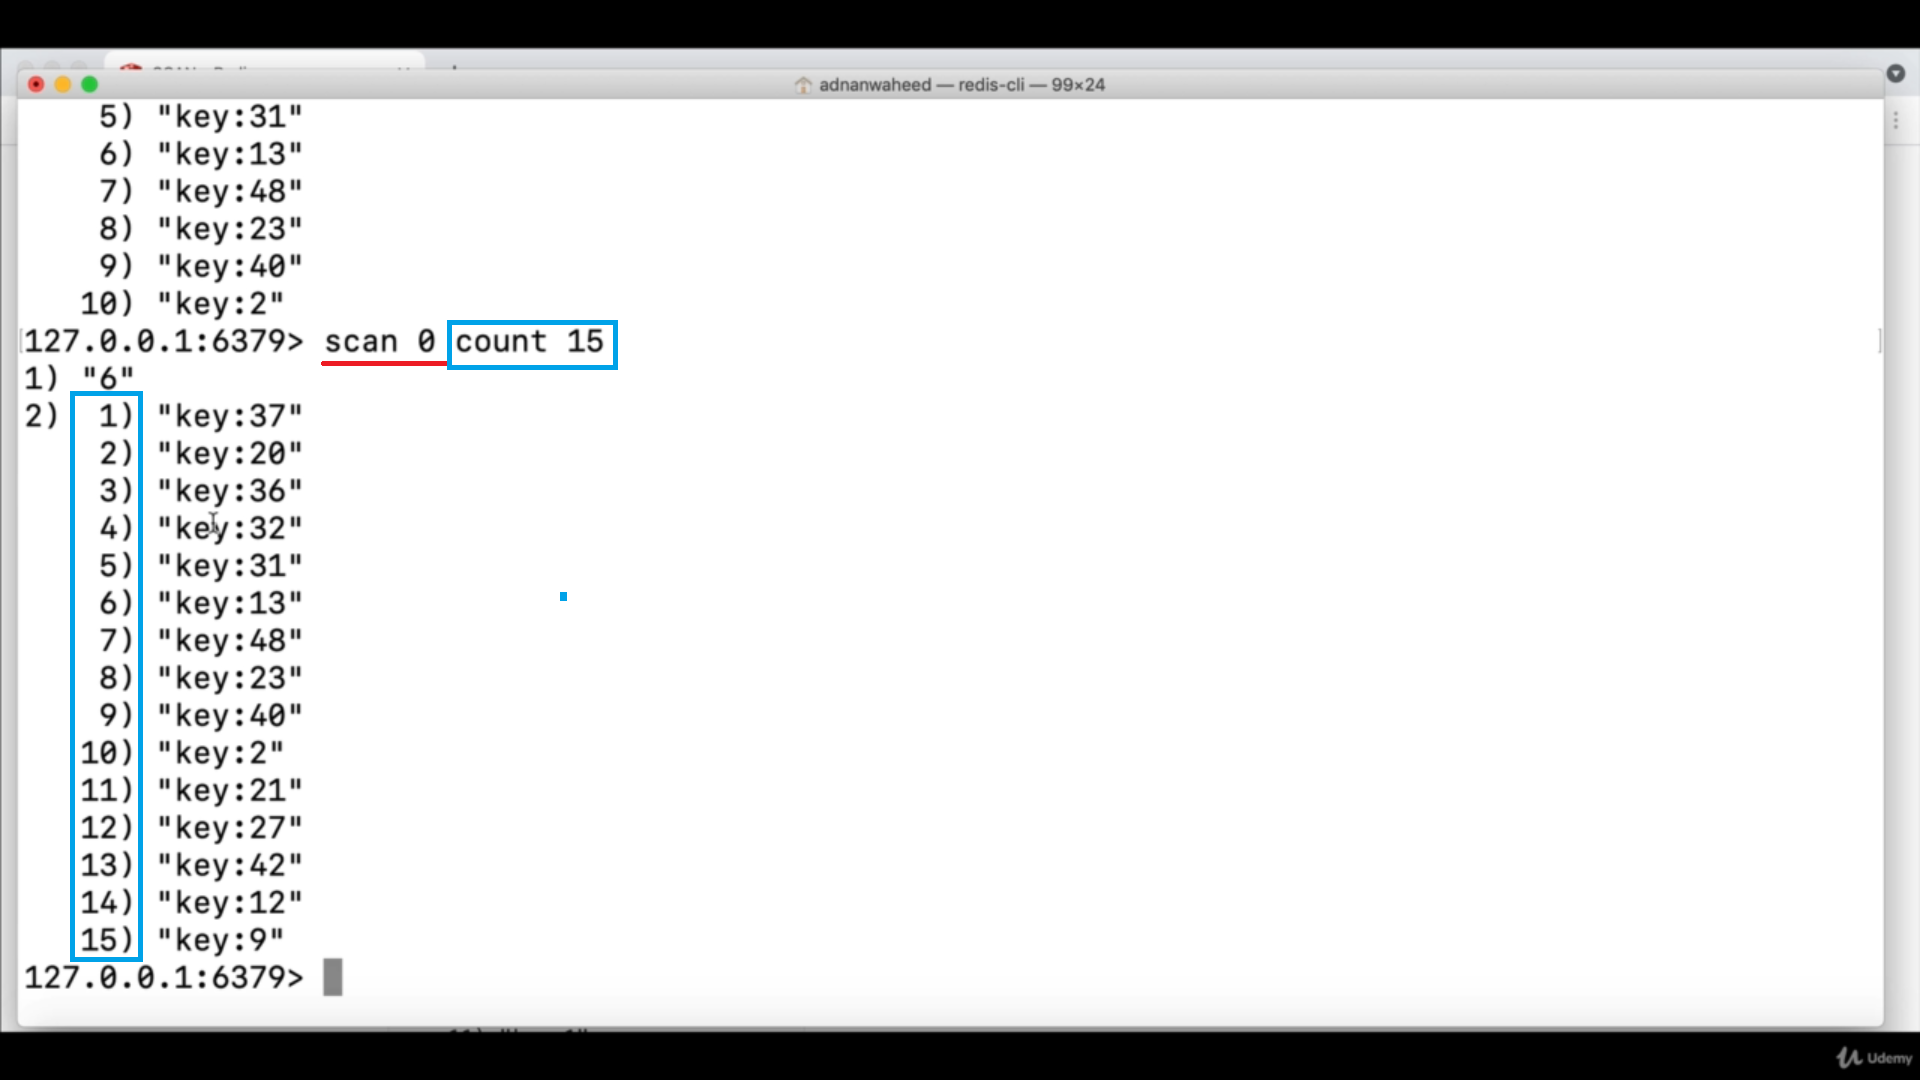 adnanwaheed — redis-cli — 99×24
5) "key:31"
6) "key:13"
7) "key:48"
8) "key:23"
9) "key:40"
10) "key:2"
127.0.0.1:6379> scan 0 count 15
1) "6"
2) 1) "key:37"
2) "key:20"
3) "key:36"
4) "key:32"
5) "key:31"
6) "key:13"
7) "key:48"
8) "key:23"
9) "key:40"
10) "key:2"
11) "key:21"
12) "key:27"
13) "key:42"
14) "key:12"
15) "key:9"
127.0.0.1:6379>
Udemy